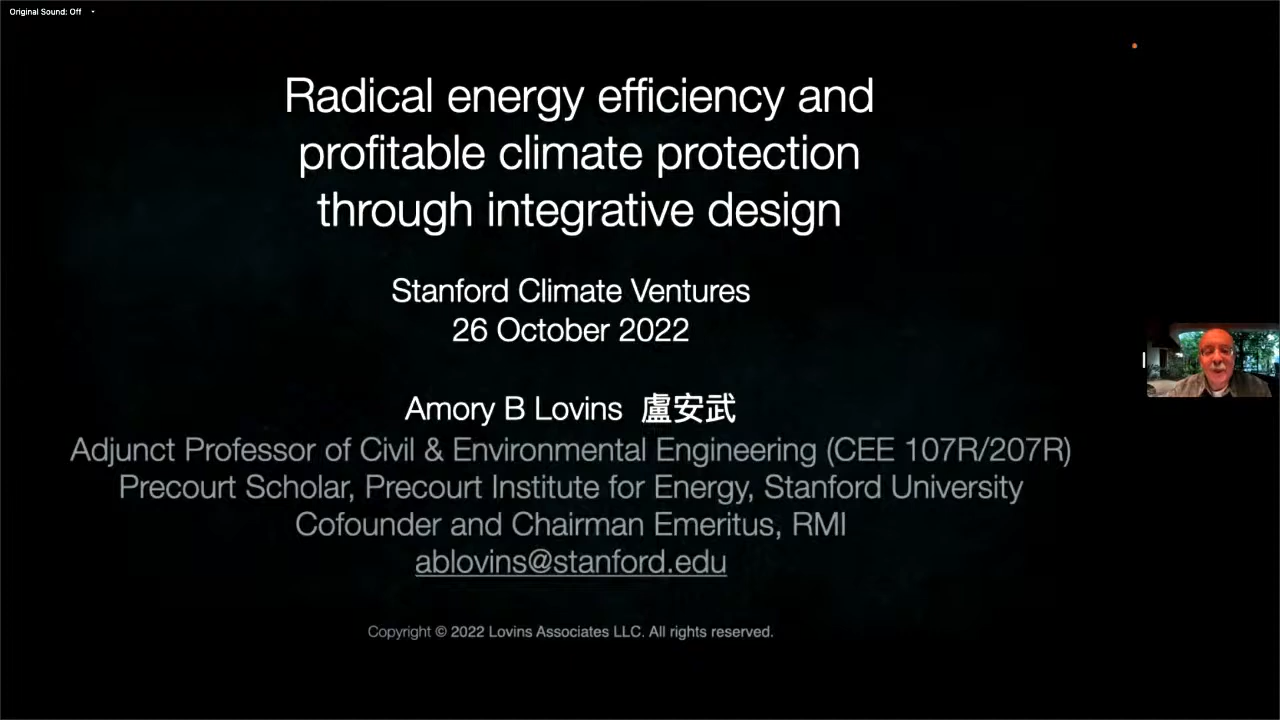 Original Sound: Off
Radical energy efficiency and
profitable climate protection
through integrative design
Stanford Climate Ventures
26 October 2022
Amory B Lovins 盧安武
Adjunct Professor of Civil & Environmental Engineering (CEE 107R/207R)
Precourt Scholar, Precourt Institute for Energy, Stanford University
Cofounder and Chairman Emeritus, RMI
ablovins@stanford.edu
Copyright © 2022 Lovins Associates LLC. All rights reserved.